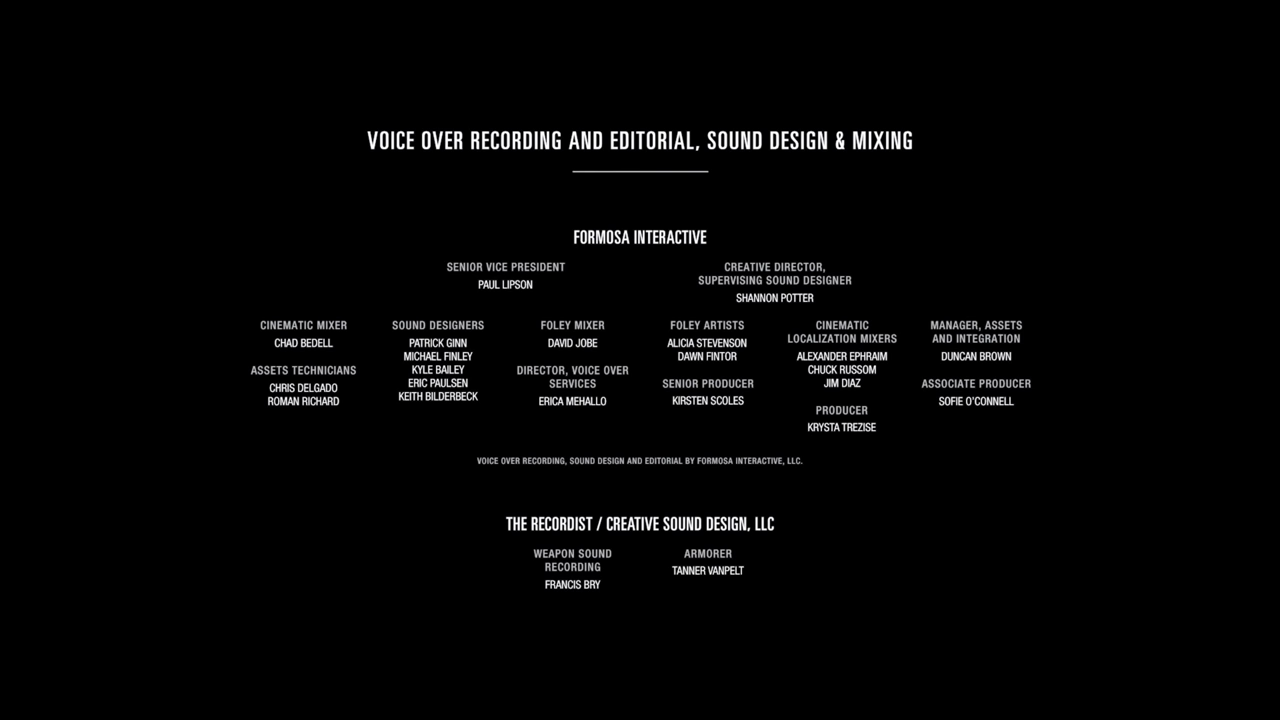 VOICE OVER RECORDING AND EDITORIAL, SOUND DESIGN & MIXING
FORMOSA INTERACTIVE
SENIOR VICE PRESIDENT
PAUL LIPSON
CREATIVE DIRECTOR,
SUPERVISING SOUND DESIGNER
SHANNON POTTER
CINEMATIC MIXER
CHAD BEDELL
ASSETS TECHNICIANS
CHRIS DELGADO
ROMAN RICHARD
SOUND DESIGNERS
PATRICK GINN
MICHAEL FINLEY
KYLE BAILEY
ERIC PAULSEN
KEITH BILDERBECK
FOLEY MIXER
DAVID JOBE
DIRECTOR, VOICE OVER
SERVICES
ERICA MEHALLO
FOLEY ARTISTS
ALICIA STEVENSON
DAWN FINTOR
SENIOR PRODUCER
KIRSTEN SCOLES
CINEMATIC
LOCALIZATION MIXERS
ALEXANDER EPHRAIM
CHUCK RUSSOM
JIM DIAZ
PRODUCER
KRYSTA TREZISE
MANAGER, ASSETS
AND INTEGRATION
DUNCAN BROWN
ASSOCIATE PRODUCER
SOFIE O'CONNELL
VOICE OVER RECORDING, SOUND DESIGN AND EDITORIAL BY FORMOSA INTERACTIVE, LLC.
THE RECORDIST / CREATIVE SOUND DESIGN, LLC
WEAPON SOUND
RECORDING
FRANCIS BRY
ARMORER
TANNER VANPELT